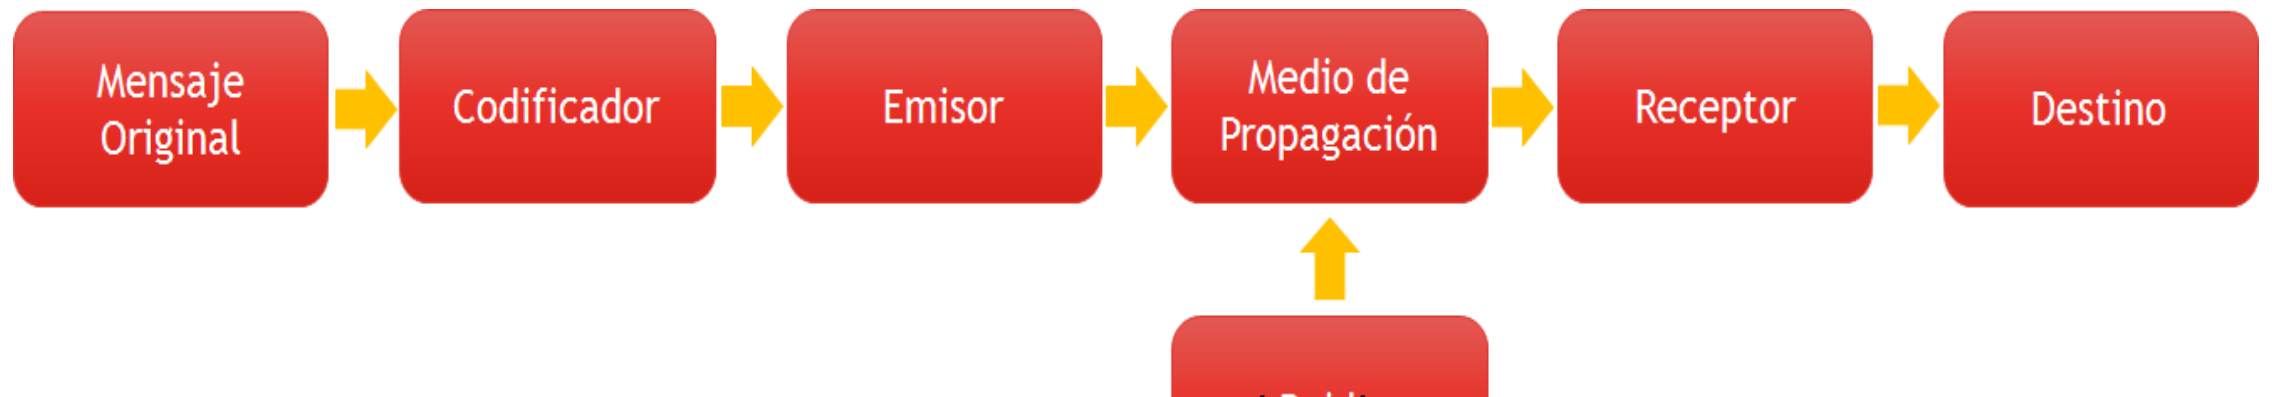 Mensaje
Original
Codificador
Emisor
Medio de
Propagación
Receptor
Destino